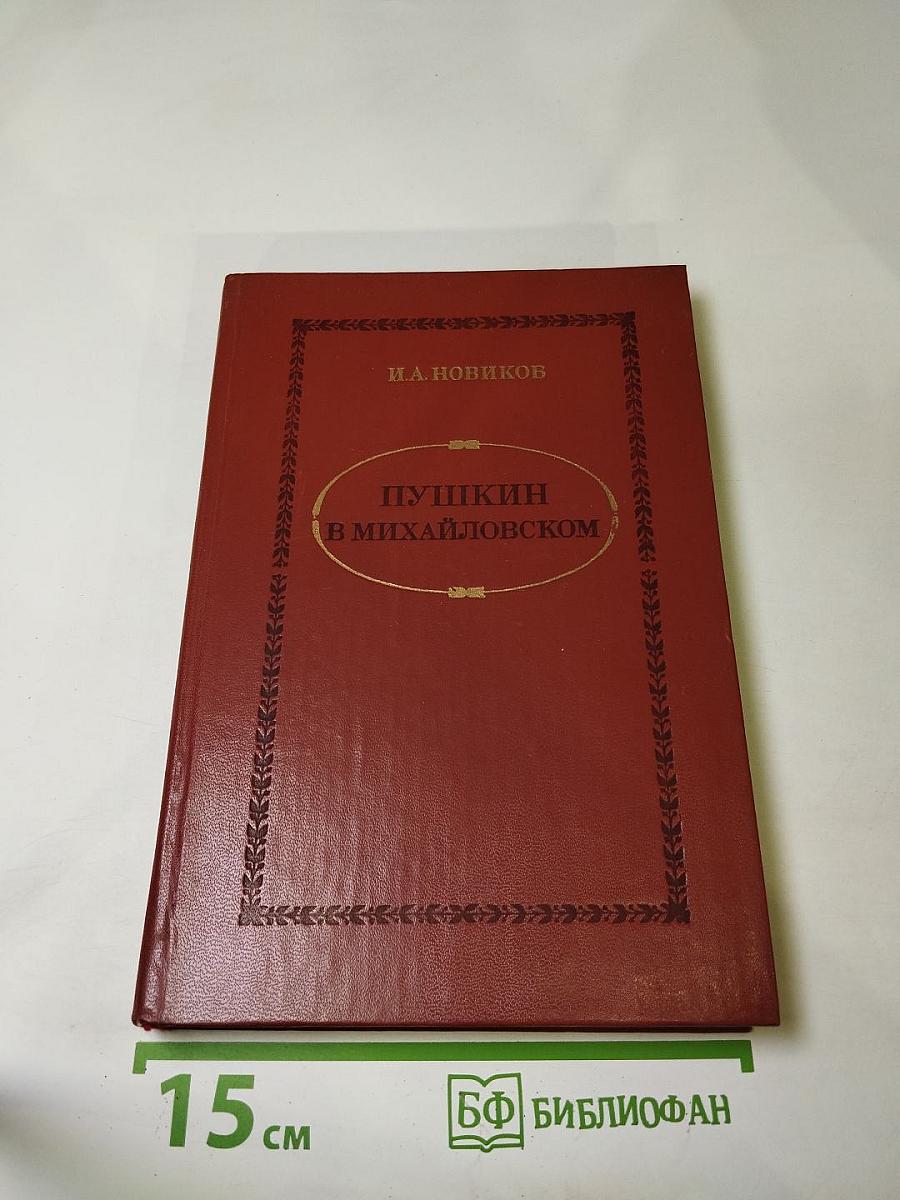 И.А.НОВИКОВ
ПУШКИН
В МИХАЙЛОВСКОМ
15 см
БФ БИБЛИОФАН